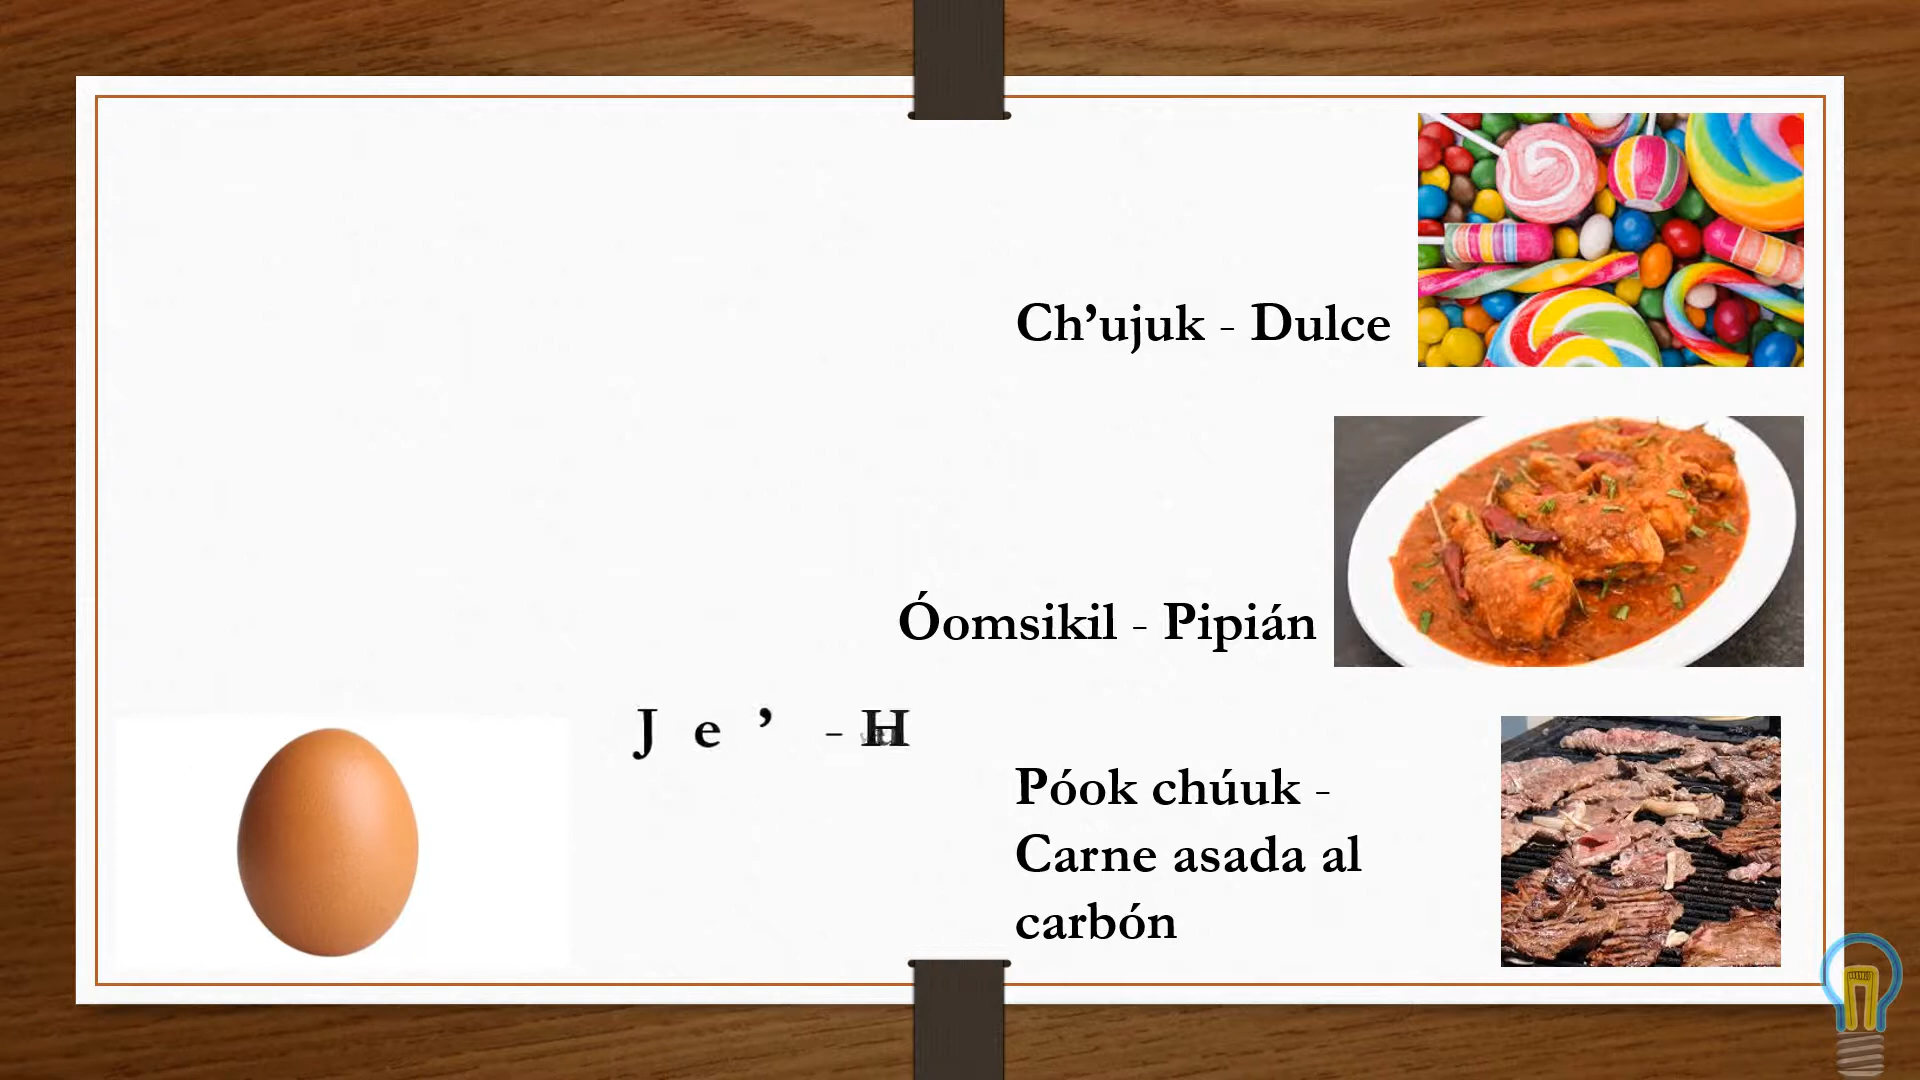 Ch’ujuk - Dulce
Óomsikil - Pipián
J e ’ - H
Póok chúuk -
Carne asada al
carbón